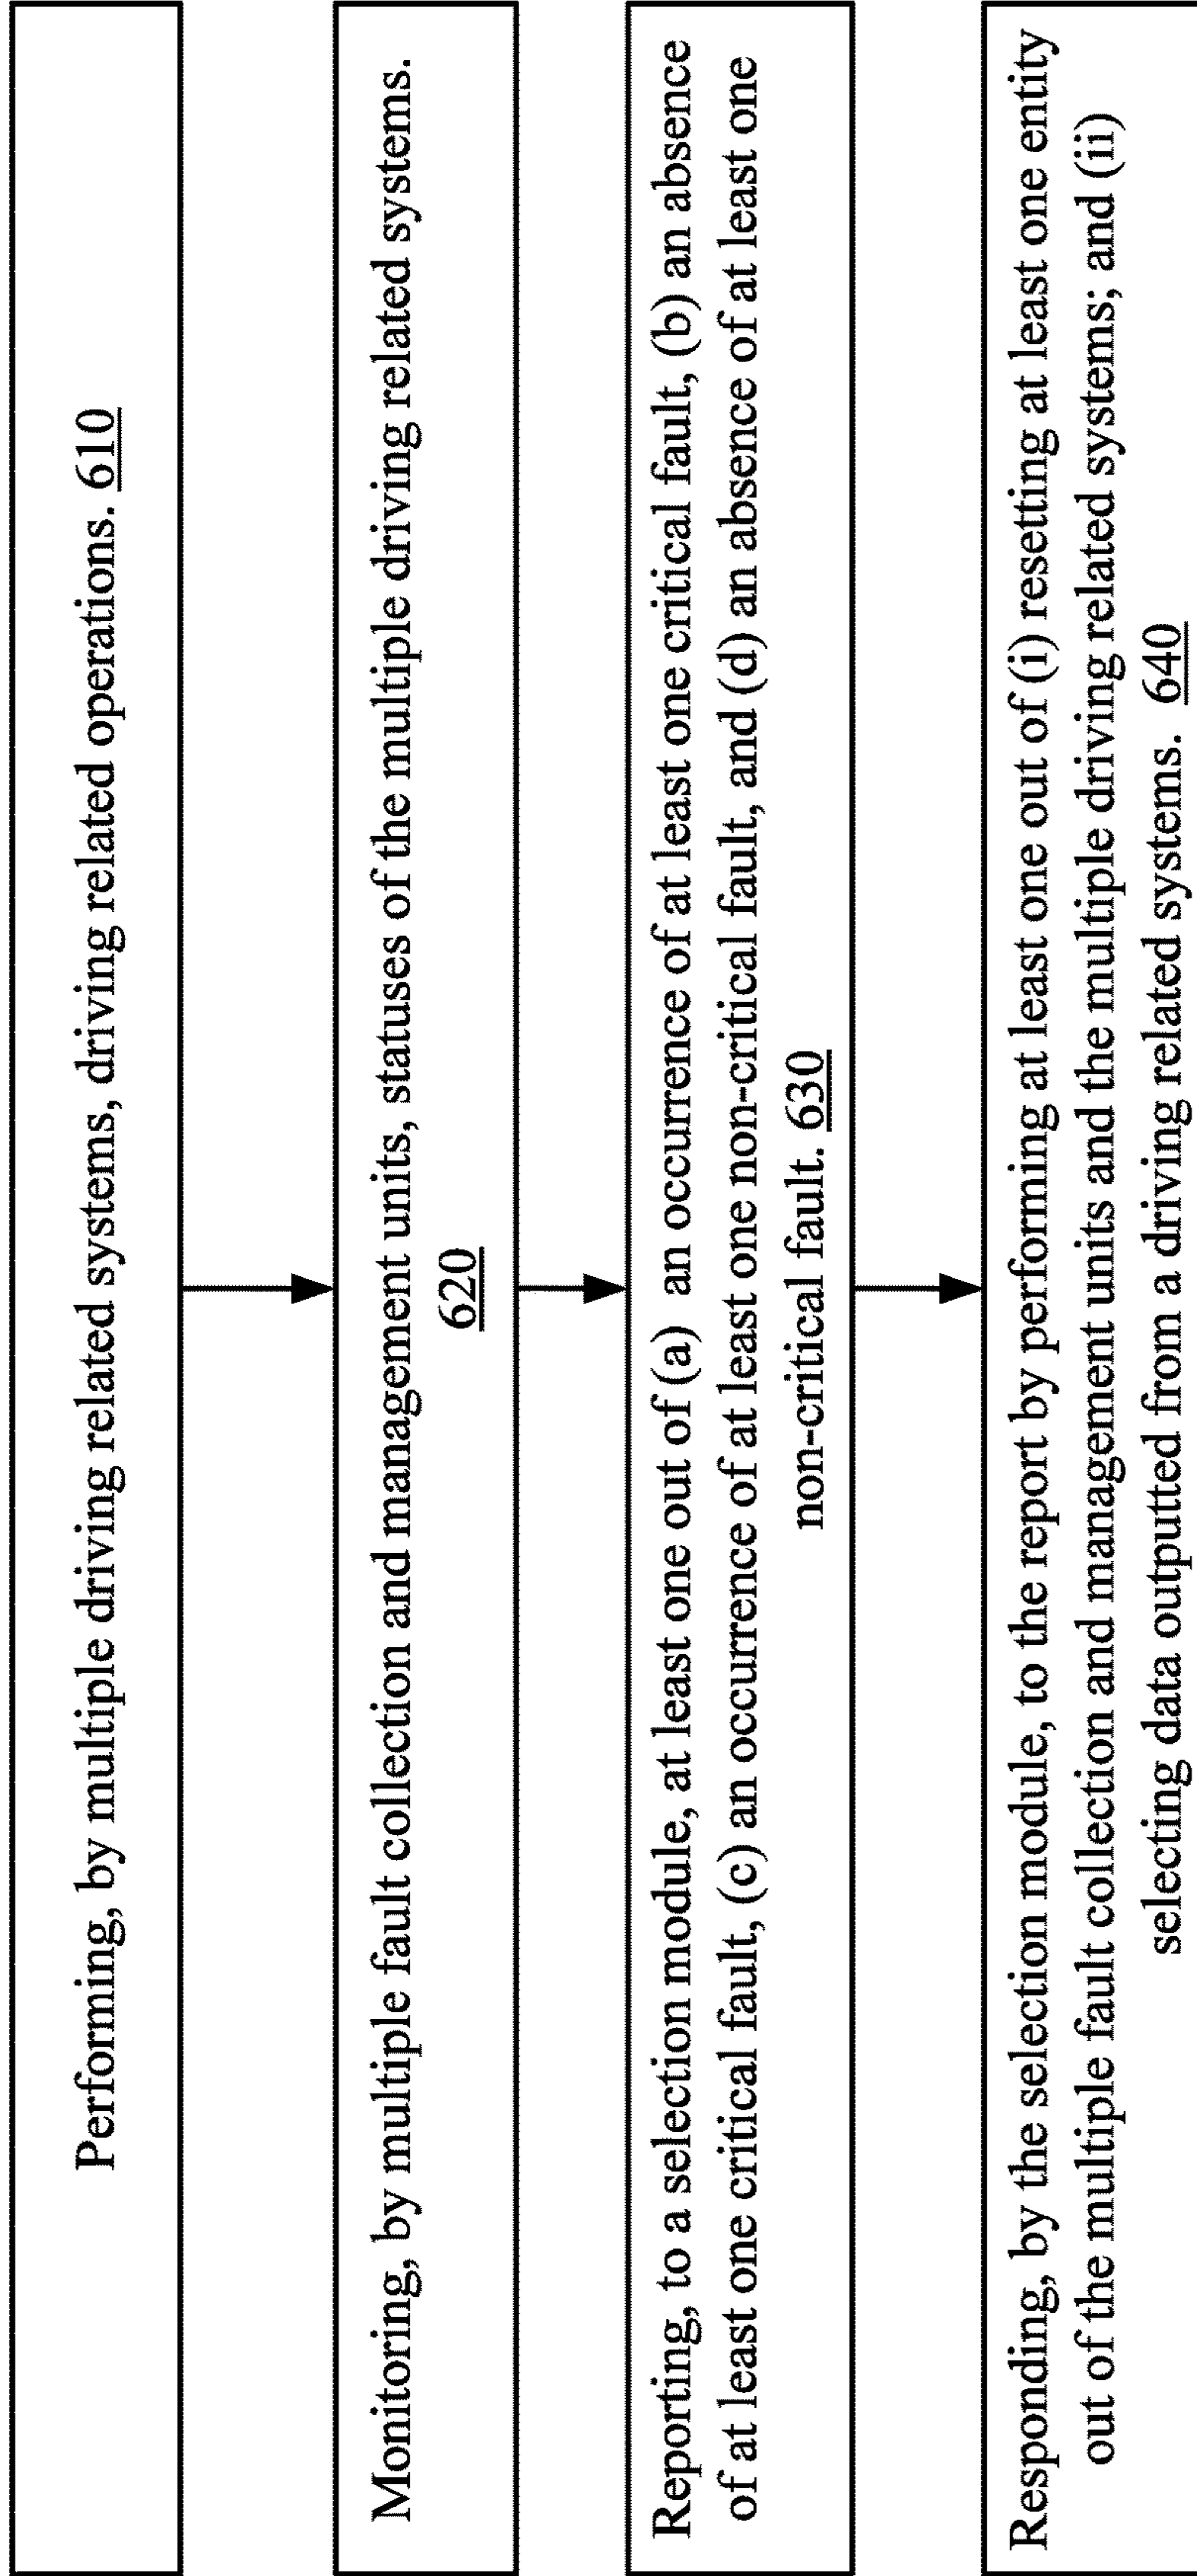 Performing, by multiple driving related systems, driving related operations. 610
Monitoring, by multiple fault collection and management units, statuses of the multiple driving related systems.
620
Reporting, to a selection module, at least one out of (a) an occurrence of at least one critical fault, (b) an absence
of at least one critical fault, (c) an occurrence of at least one non-critical fault, and (d) an absence of at least one
non-critical fault. 630
Responding, by the selection module, to the report by performing at least one out of (i) resetting at least one entity
out of the multiple fault collection and management units and the multiple driving related systems; and (ii)
selecting data outputted from a driving related systems. 640